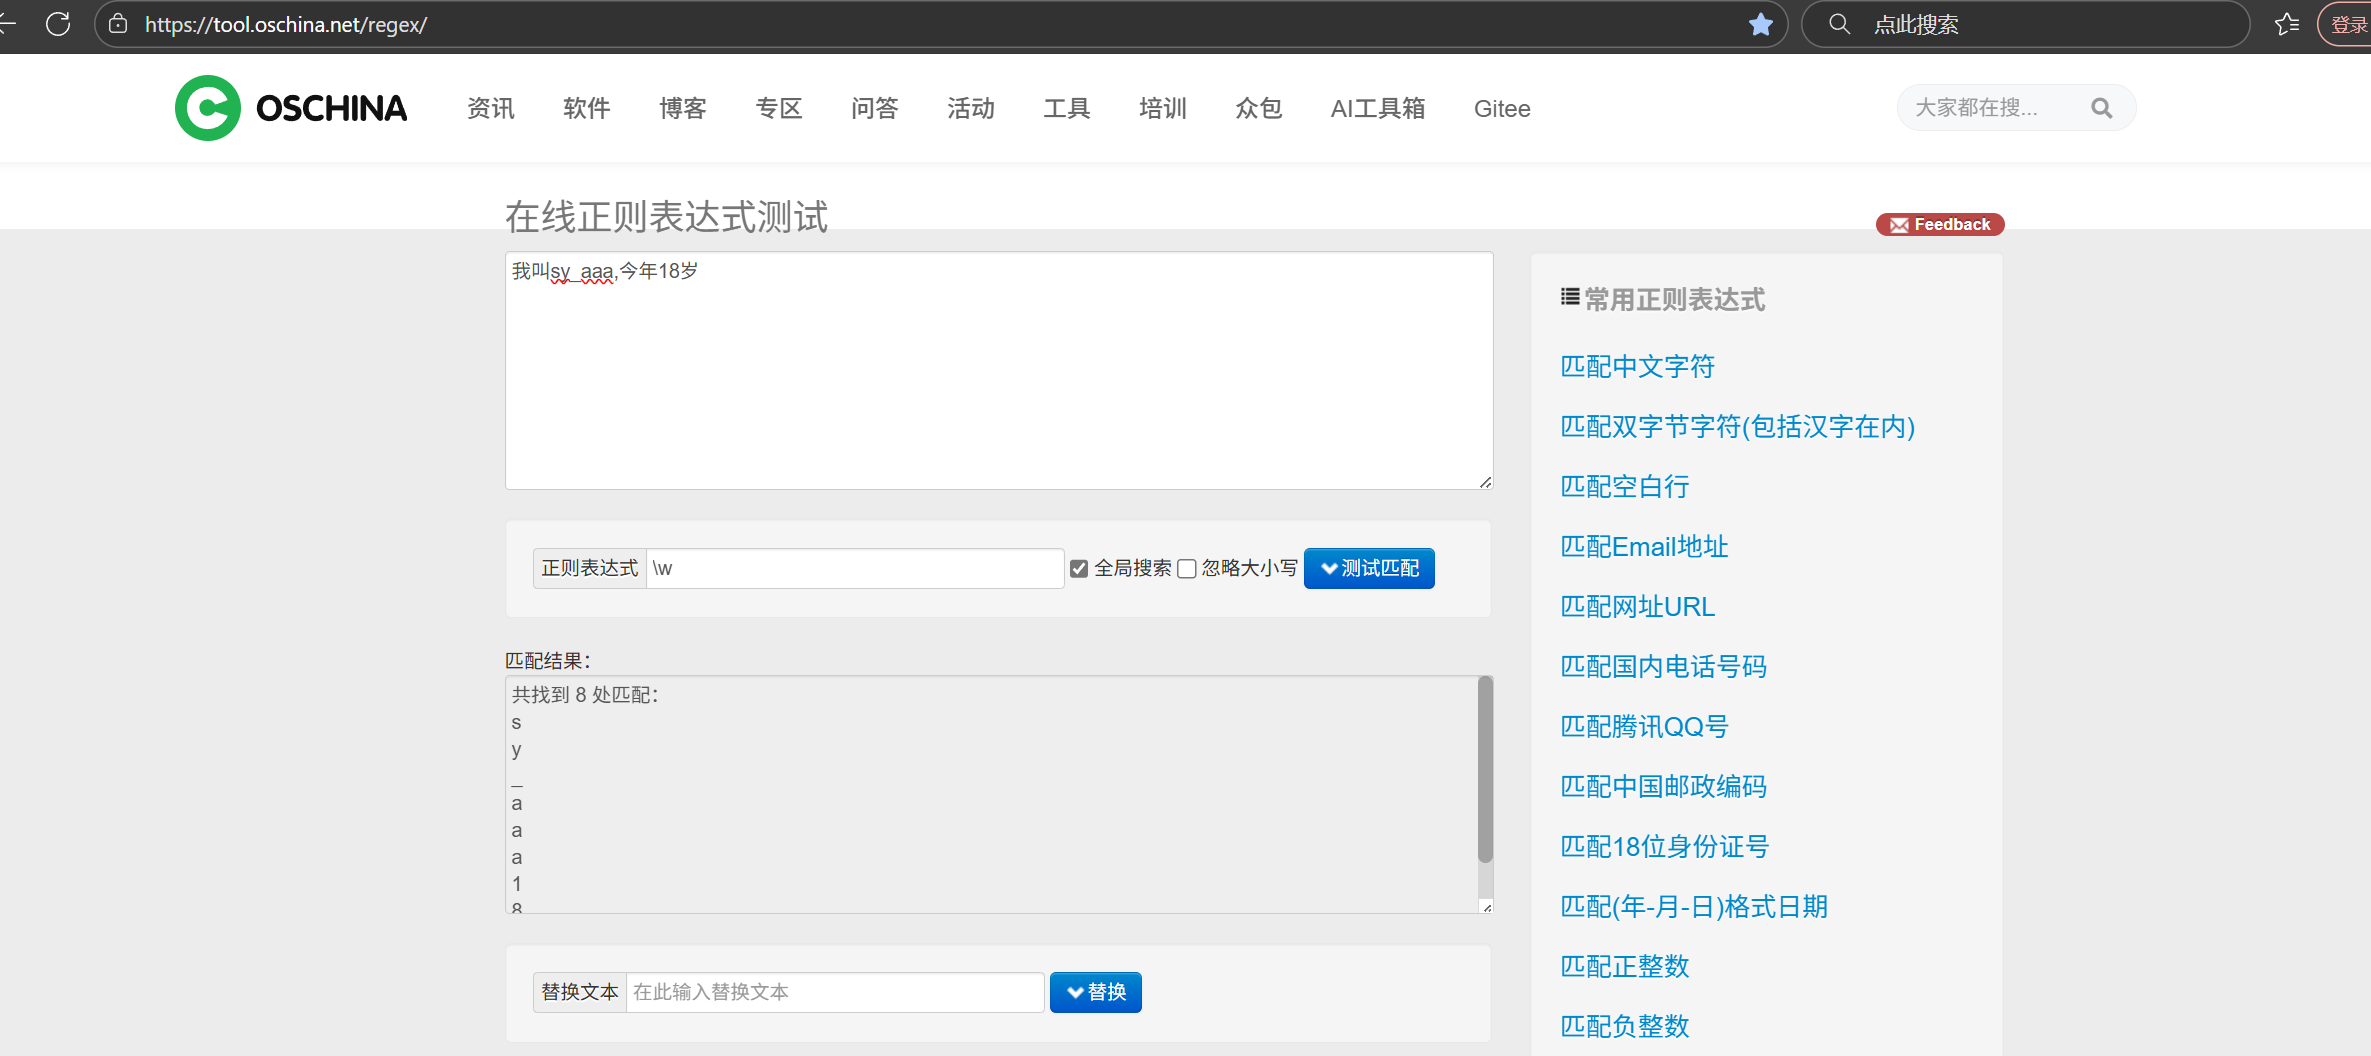 https://tool.oschina.net/regex/
点此搜索
登录
OSCHINA 资讯 软件 博客 专区 问答 活动 工具 培训 众包 AI工具箱 Gitee
大家都在搜...
在线正则表达式测试
Feedback
我叫sy_aaa,今年18岁
正则表达式 \w 全局搜索 忽略大小写 测试匹配
匹配结果：
共找到 8 处匹配：
s
y
_
a
a
a
1
8
替换文本 在此输入替换文本 替换
常用正则表达式
匹配中文字符
匹配双字节字符(包括汉字在内)
匹配空白行
匹配Email地址
匹配网址URL
匹配国内电话号码
匹配腾讯QQ号
匹配中国邮政编码
匹配18位身份证号
匹配(年-月-日)格式日期
匹配正整数
匹配负整数